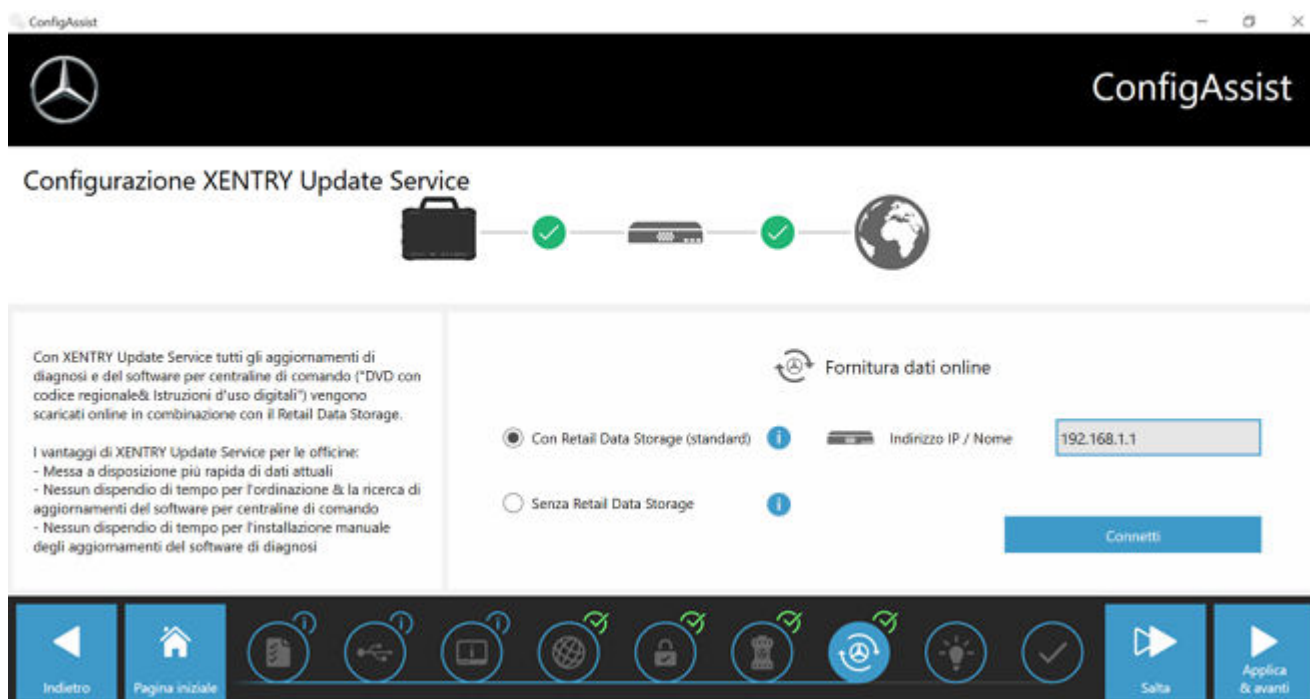 ConfigAssist
ConfigAssist
Configurazione XENTRY Update Service
Con XENTRY Update Service tutti gli aggiornamenti di
diagnosi e del software per centraline di comando ("DVD con
codice regionale& Istruzioni d'uso digitali") vengono
scaricati online in combinazione con il Retail Data Storage.
I vantaggi di XENTRY Update Service per le officine:
- Messa a disposizione più rapida di dati attuali
- Nessun dispendio di tempo per l'ordinazione & la ricerca di
aggiornamenti del software per centraline di comando
- Nessun dispendio di tempo per l'installazione manuale
degli aggiornamenti del software di diagnosi
Fornitura dati online
Con Retail Data Storage (standard)
Indirizzo IP / Nome
192.168.1.1
Senza Retail Data Storage
Connetti
Indietro
Pagina iniziale
Salta
Applica
& avanti